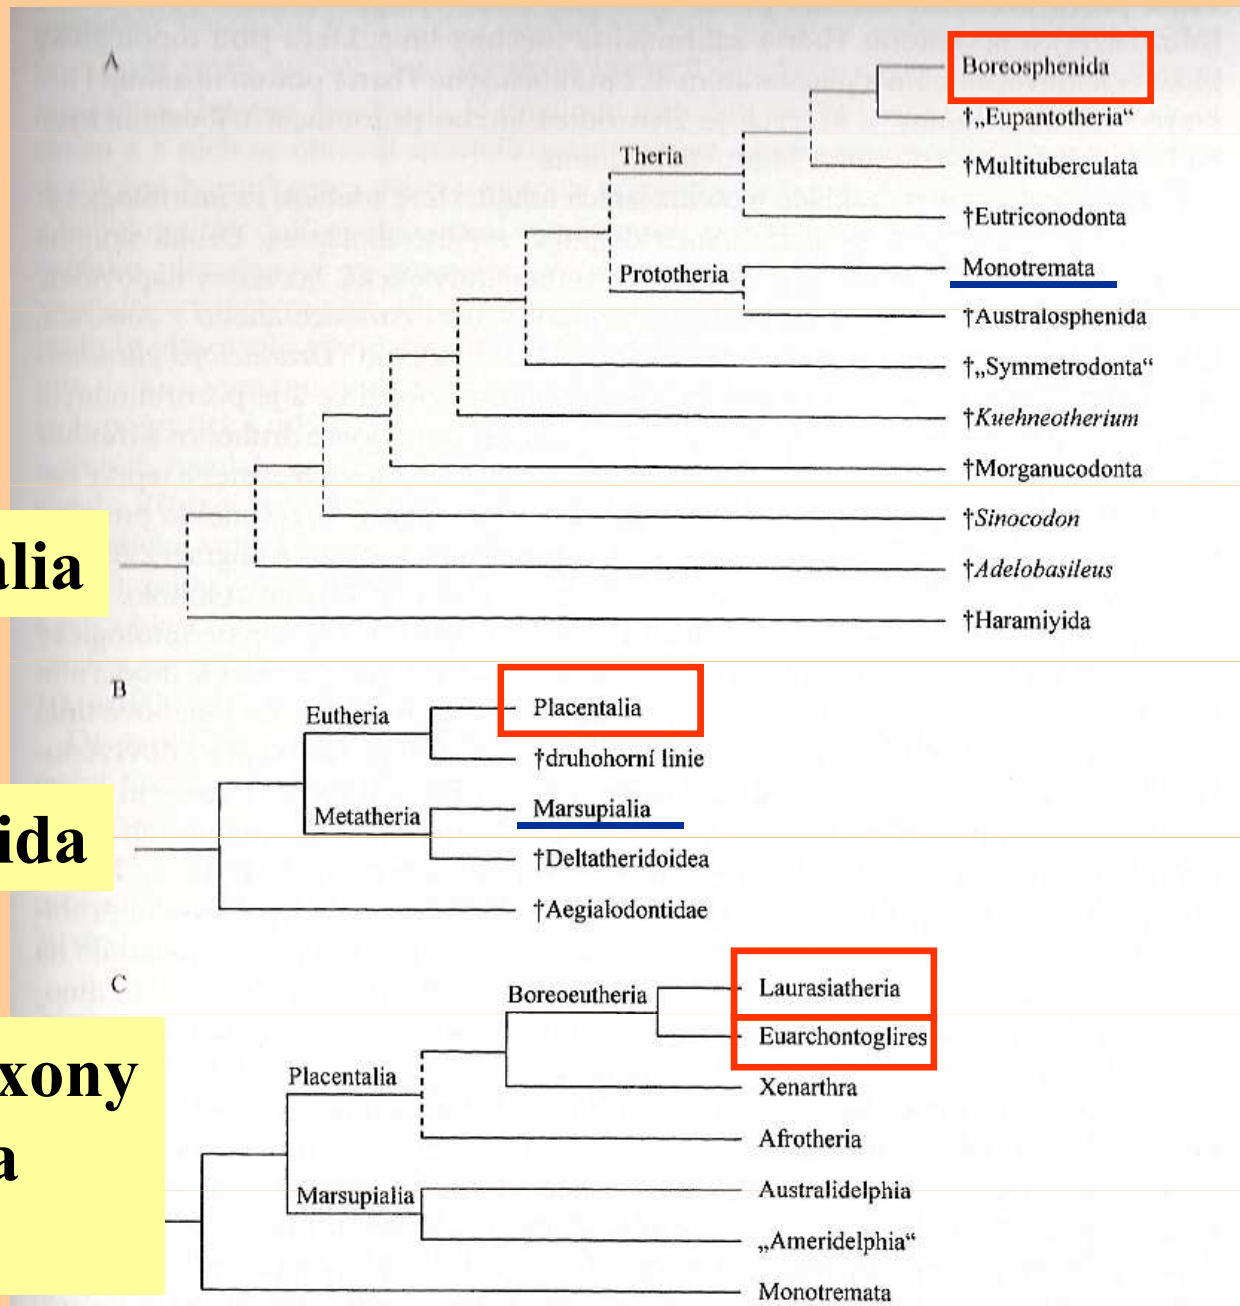 A
Boreosphenida
†„Eupantotheria“
Theria
†Multituberculata
†Eutriconodonta
Prototheria
Monotremata
†Australosphenida
†„Symmetrodonta“
†Kuehneotherium
†Morganucodonta
†Sinocodon
alia
†Adelobasileus
†Haramiyida
B
Placentalia
Eutheria
†druhohorní linie
Marsupialia
Metatheria
ida
†Deltatheridoidea
†Aegialodontidae
C
Laurasiatheria
Boreoeutheria
Euarchontoglires
xony
Placentalia
Xenarthra
Afrotheria
a
Marsupialia
Australidelphia
„Ameridelphia“
Monotremata